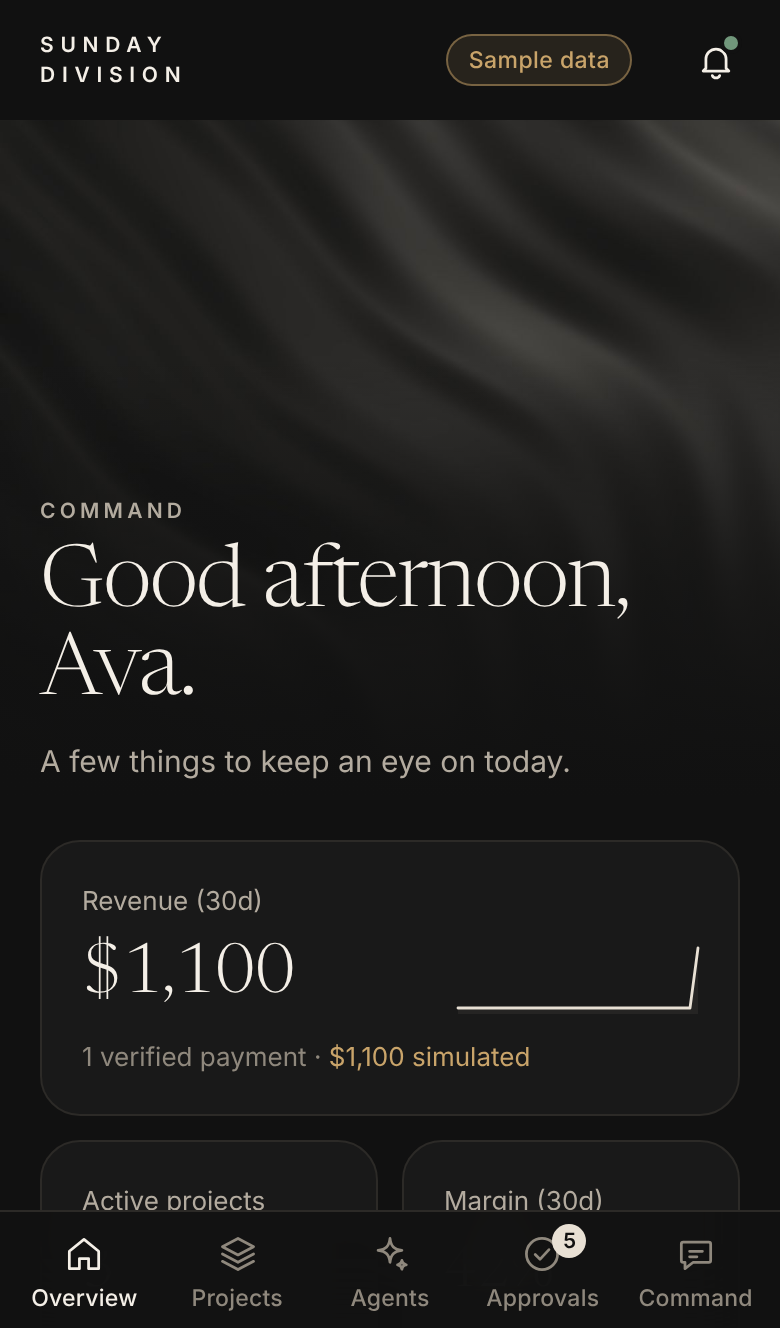 SUNDAY
DIVISION
Sample data
COMMAND
Good afternoon,
Ava.
A few things to keep an eye on today.
Revenue (30d)
$1,100
1 verified payment · $1,100 simulated
Active projects
Margin (30d)
5
Overview
Projects
Agents
Approvals
Command